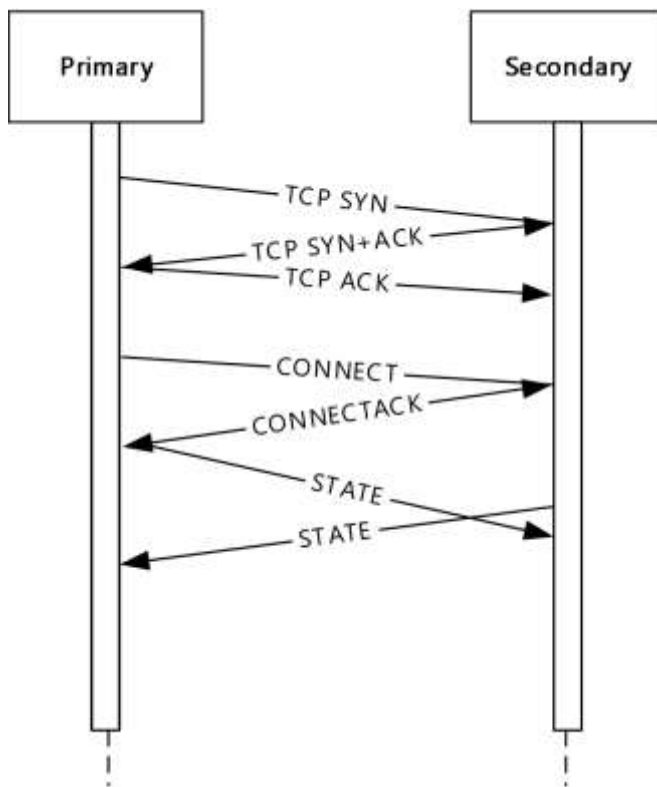 Primary
Secondary
TCP SYN
TCP SYN+ACK
TCP ACK
CONNECT
CONNECTACK
STATE
STATE